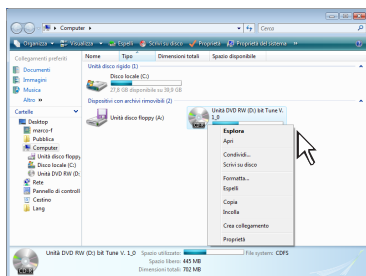 Computer
Cerca
Organizza Visualizza Espelli Scrivi su disco Proprietà Proprietà del sistema »
Collegamenti preferiti
Documenti
Immagini
Musica
Altro »
Cartelle
Desktop
marco-f
Pubblica
Computer
Unità disco floppy
Disco locale (C:)
Unità DVD RW (D:)
Rete
Pannello di controll
Cestino
Lang
Nome Tipo Dimensioni totali Spazio disponibile
Unità disco rigido (1)
Disco locale (C:)
27,8 GB disponibile su 39,9 GB
Dispositivi con archivi removibili (2)
Unità disco floppy (A:)
Unità DVD RW (D:) bit Tune V.
1_0
Esplora
Apri
Condividi...
Scrivi su disco
Formatta...
Espelli
Copia
Incolla
Crea collegamento
Proprietà
Unità DVD RW (D:) bit Tune V. 1_0 Spazio utilizzato: File system: CDFS
Spazio libero: 445 MB
Dimensioni totali: 702 MB